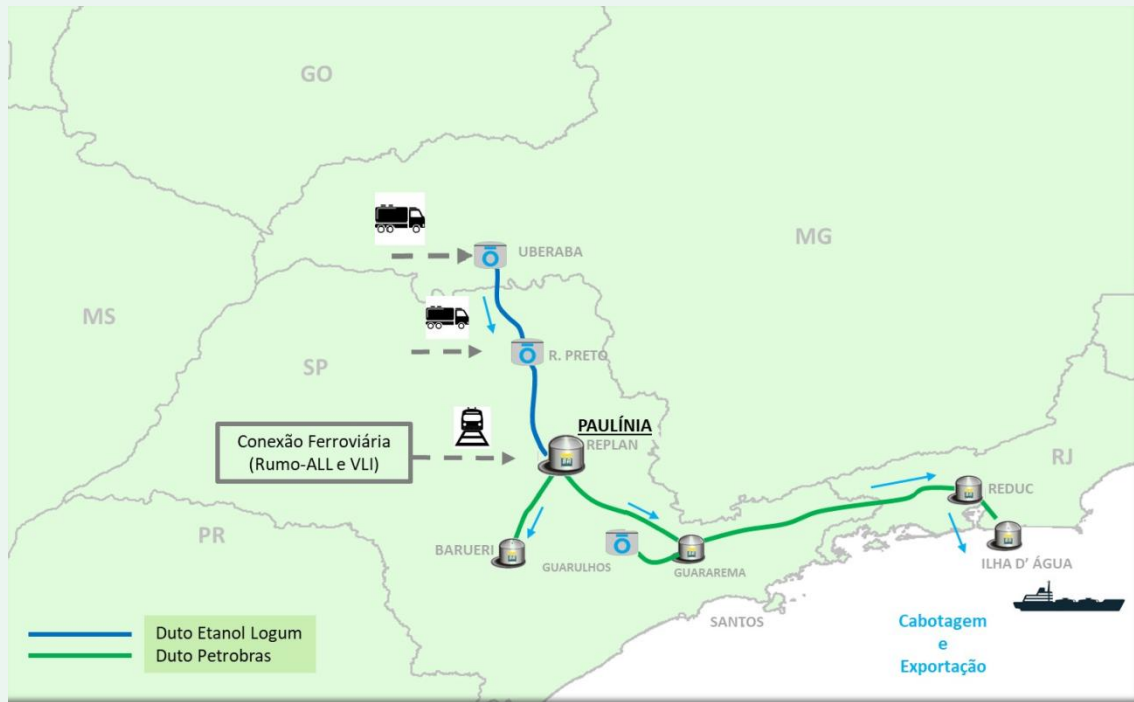 GO
MG
UBERABA
MS
SP
R. PRETO
PAULÍNIA
REPLAN
Conexão Ferroviária
(Rumo-ALL e VLI)
RJ
REDUC
PR
BARUERI
GUARULHOS
GUARAREMA
ILHA D' ÁGUA
SANTOS
Cabotagem
e
Exportação
Duto Etanol Logum
Duto Petrobras